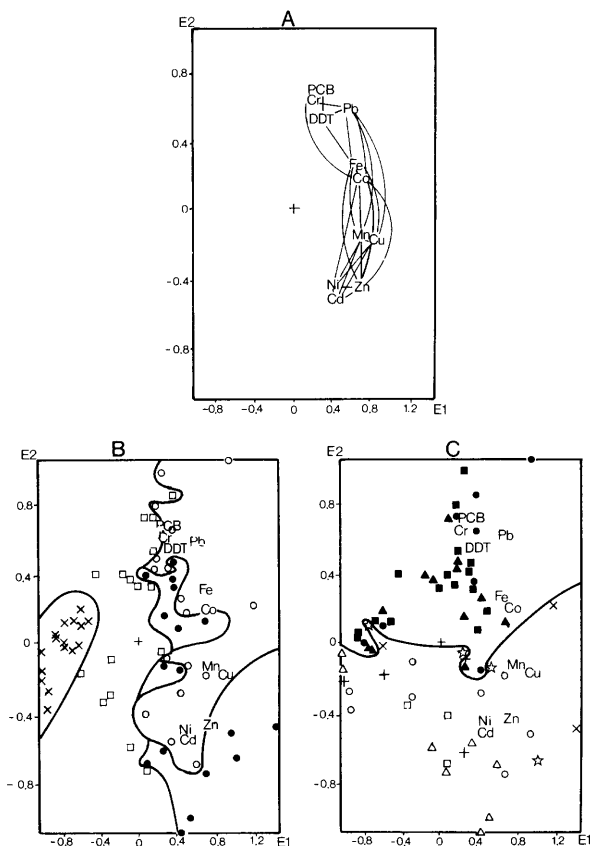 A
E2
0.8
PCB
Cr Pb
DDT
0.4
Fe
Co
0
Mn
Cu
-0.4
Ni Zn
Cd
-0.8
-0.8 -0.4 0 0.4 0.8 1.2 E1
B
E2
0.8
PCB
Cr
DDT Pb
0.4
Fe
Co
0
Mn
Cu
Ni Zn
Cd
-0.4
-0.8
-0.8 -0.4 0 0.4 0.8 E1
C
E2
0.8
PCB
Cr Pb
DDT
0.4
Fe
Co
0
Mn
Cu
Ni Zn
Cd
-0.4
-0.8
-0.8 -0.4 0 0.4 0.8 1.2 E1